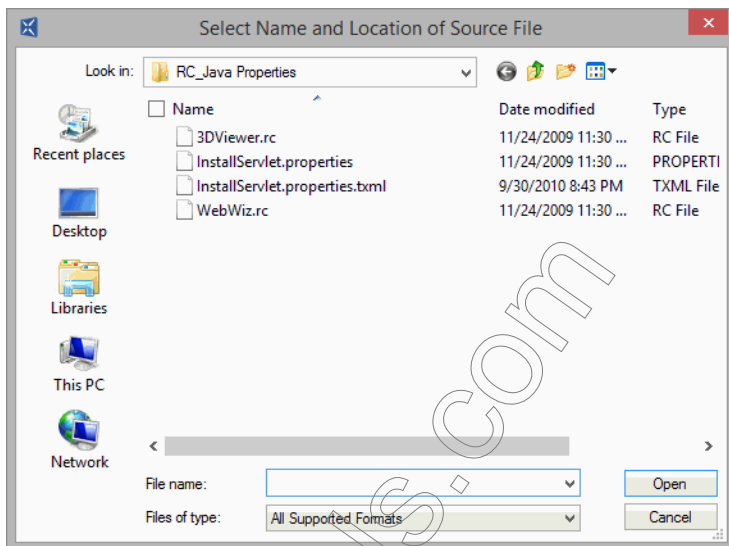 Select Name and Location of Source File
Look in: RC_Java Properties
Name Date modified Type
3DViewer.rc 11/24/2009 11:30 ... RC File
InstallServlet.properties 11/24/2009 11:30 ... PROPERTI
InstallServlet.properties.txml 9/30/2010 8:43 PM TXML File
WebWiz.rc 11/24/2009 11:30 ... RC File
Recent places
Desktop
Libraries
This PC
Network
File name: Open
Files of type: All Supported Formats Cancel
ls.com